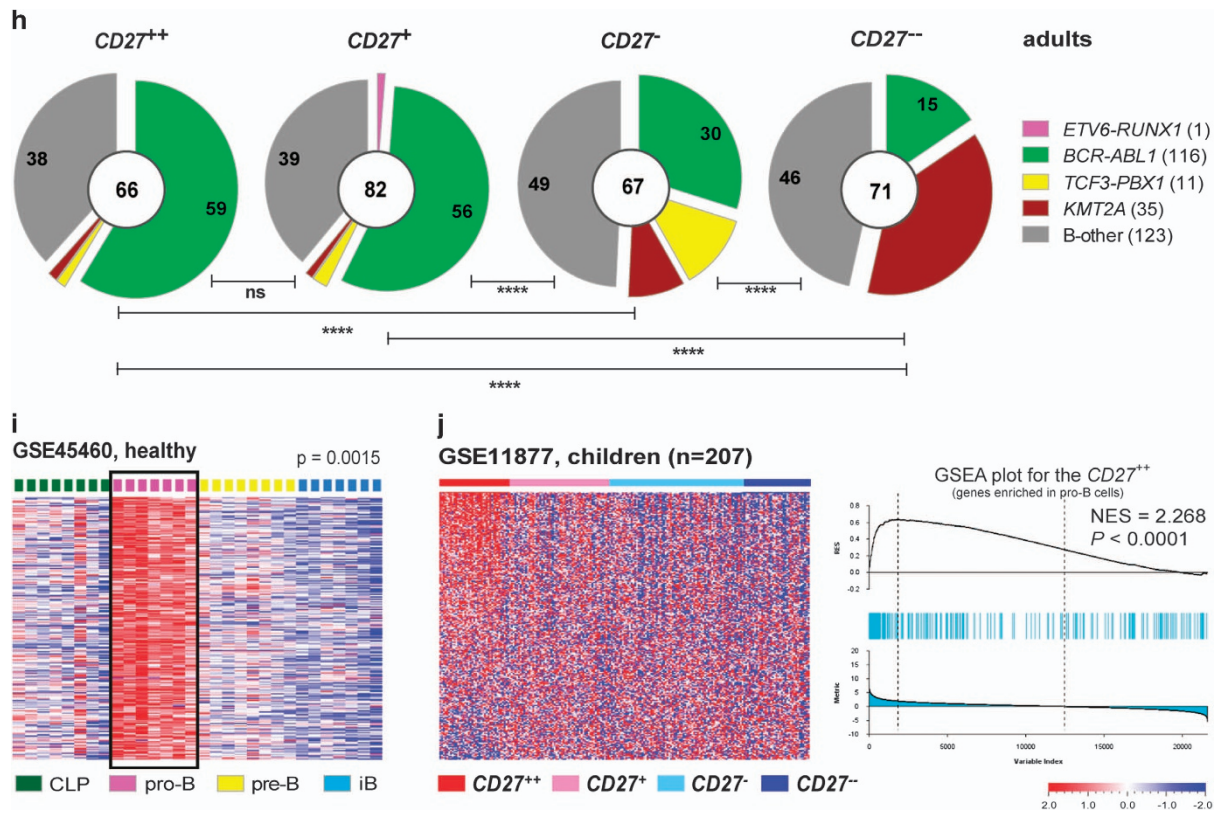 h
CD27++ CD27+ CD27- CD27-- adults
38 66 59
39 82 56
49 67 30
46 71 15
ETV6-RUNX1 (1)
BCR-ABL1 (116)
TCF3-PBX1 (11)
KMT2A (35)
B-other (123)
ns **** ****
****
****
****
i
GSE45460, healthy
p = 0.0015
CLP pro-B pre-B iB
j
GSE11877, children (n=207)
CD27++ CD27+ CD27- CD27--
GSEA plot for the CD27++
(genes enriched in pro-B cells)
NES = 2.268
P < 0.0001
RES
0.8
0.6
0.4
0.2
0.0
0.2
Metric
20
15
10
5
0
-5
-10
0 5000 10000 15000 20000
Variable Index
2.0 1.0 0.0 -1.0 -2.0